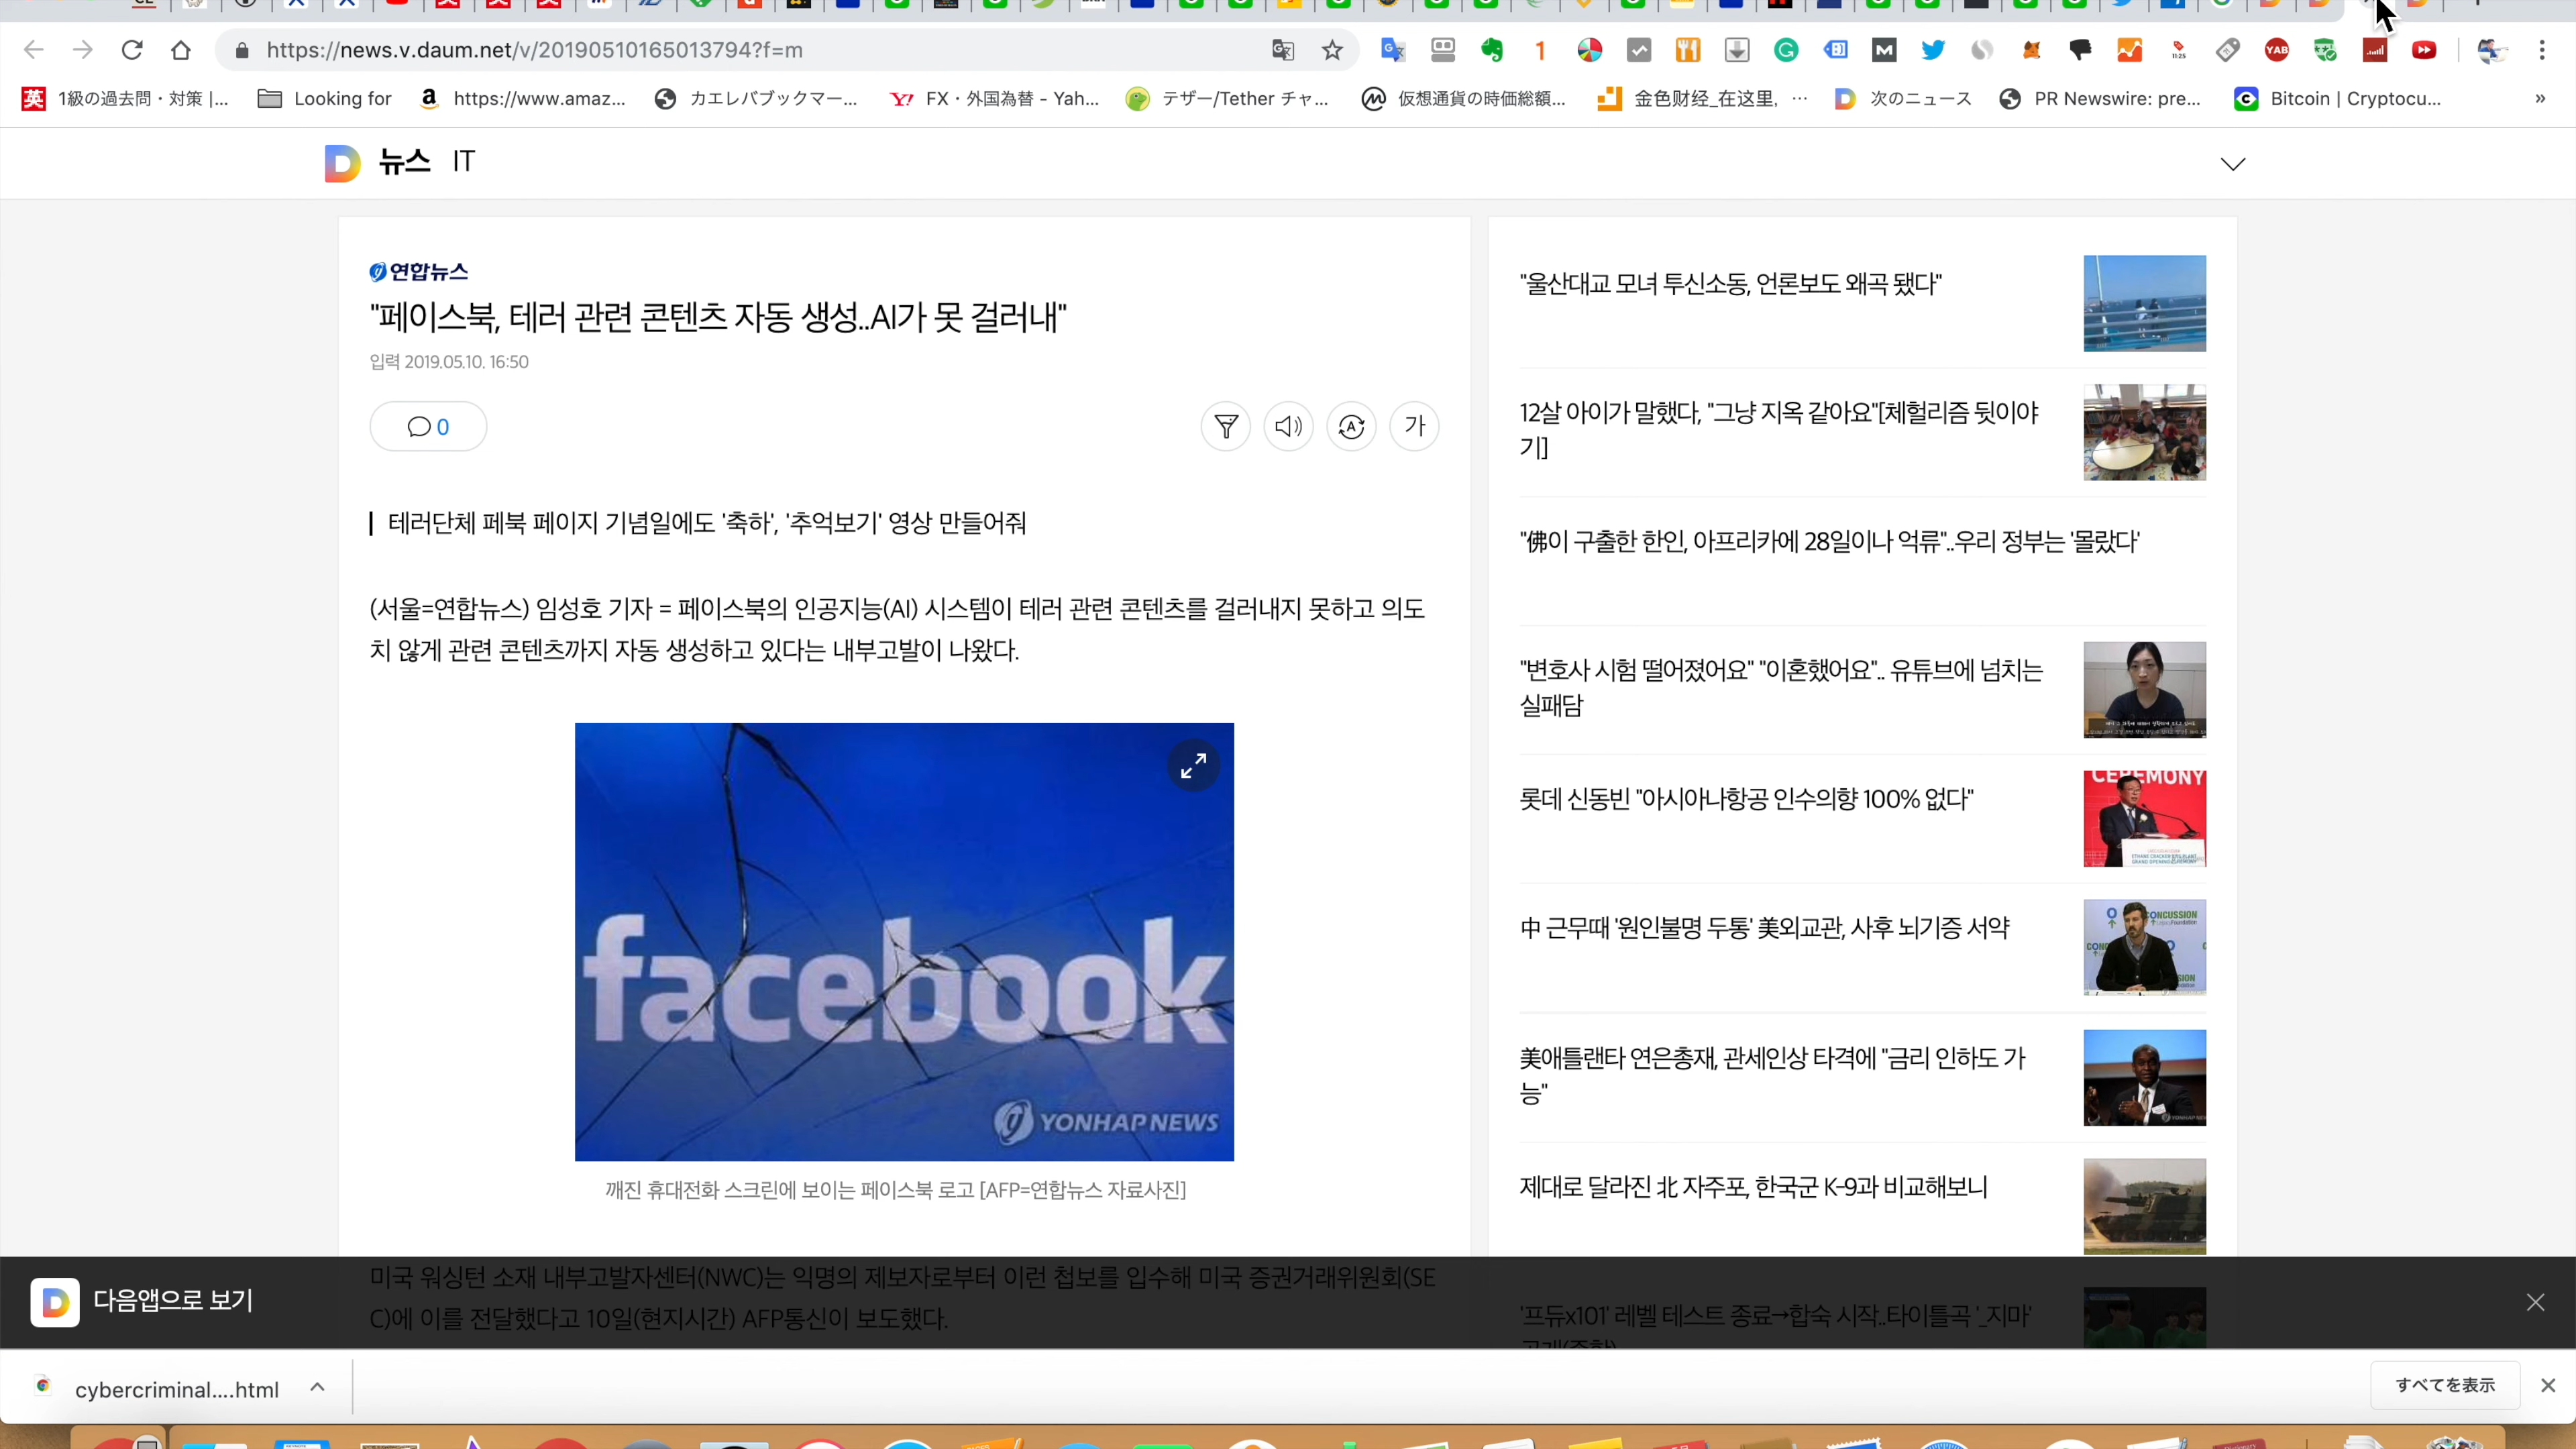 https://news.v.daum.net/v/20190510165013794?f=m
1級の過去問・対策 |...
Looking for
https://www.amaz...
カエレバブックマー...
FX・外国為替 - Yah...
テザー/Tether チャ...
仮想通貨の時価総額...
金色财经_在这里, ...
次のニュース
PR Newswire: pre...
Bitcoin | Cryptocu...
뉴스 IT
연합뉴스
"페이스북, 테러 관련 콘텐츠 자동 생성..AI가 못 걸러내"
입력 2019.05.10. 16:50
0
가
테러단체 페북 페이지 기념일에도 '축하', '추억보기' 영상 만들어줘
(서울=연합뉴스) 임성호 기자 = 페이스북의 인공지능(AI) 시스템이 테러 관련 콘텐츠를 걸러내지 못하고 의도
치 않게 관련 콘텐츠까지 자동 생성하고 있다는 내부고발이 나왔다.
facebook
YONHAP NEWS
깨진 휴대전화 스크린에 보이는 페이스북 로고 [AFP=연합뉴스 자료사진]
미국 워싱턴 소재 내부고발자센터(NWC)는 익명의 제보자로부터 이런 첩보를 입수해 미국 증권거래위원회(SE
C)에 이를 전달했다고 10일(현지시간) AFP통신이 보도했다.
"울산대교 모녀 투신소동, 언론보도 왜곡 됐다"
12살 아이가 말했다, "그냥 지옥 같아요"[체헐리즘 뒷이야
기]
"佛이 구출한 한인, 아프리카에 28일이나 억류"..우리 정부는 '몰랐다'
"변호사 시험 떨어졌어요" "이혼했어요".. 유튜브에 넘치는
실패담
롯데 신동빈 "아시아나항공 인수의향 100% 없다"
CEREMONY
中 근무때 '원인불명 두통' 美외교관, 사후 뇌기증 서약
CONCUSSION
美애틀랜타 연은총재, 관세인상 타격에 "금리 인하도 가
능"
제대로 달라진 北 자주포, 한국군 K-9과 비교해보니
'프듀x101' 레벨 테스트 종료→합숙 시작..타이틀곡 '_지마'
다음앱으로 보기
cybercriminal....html
すべてを表示